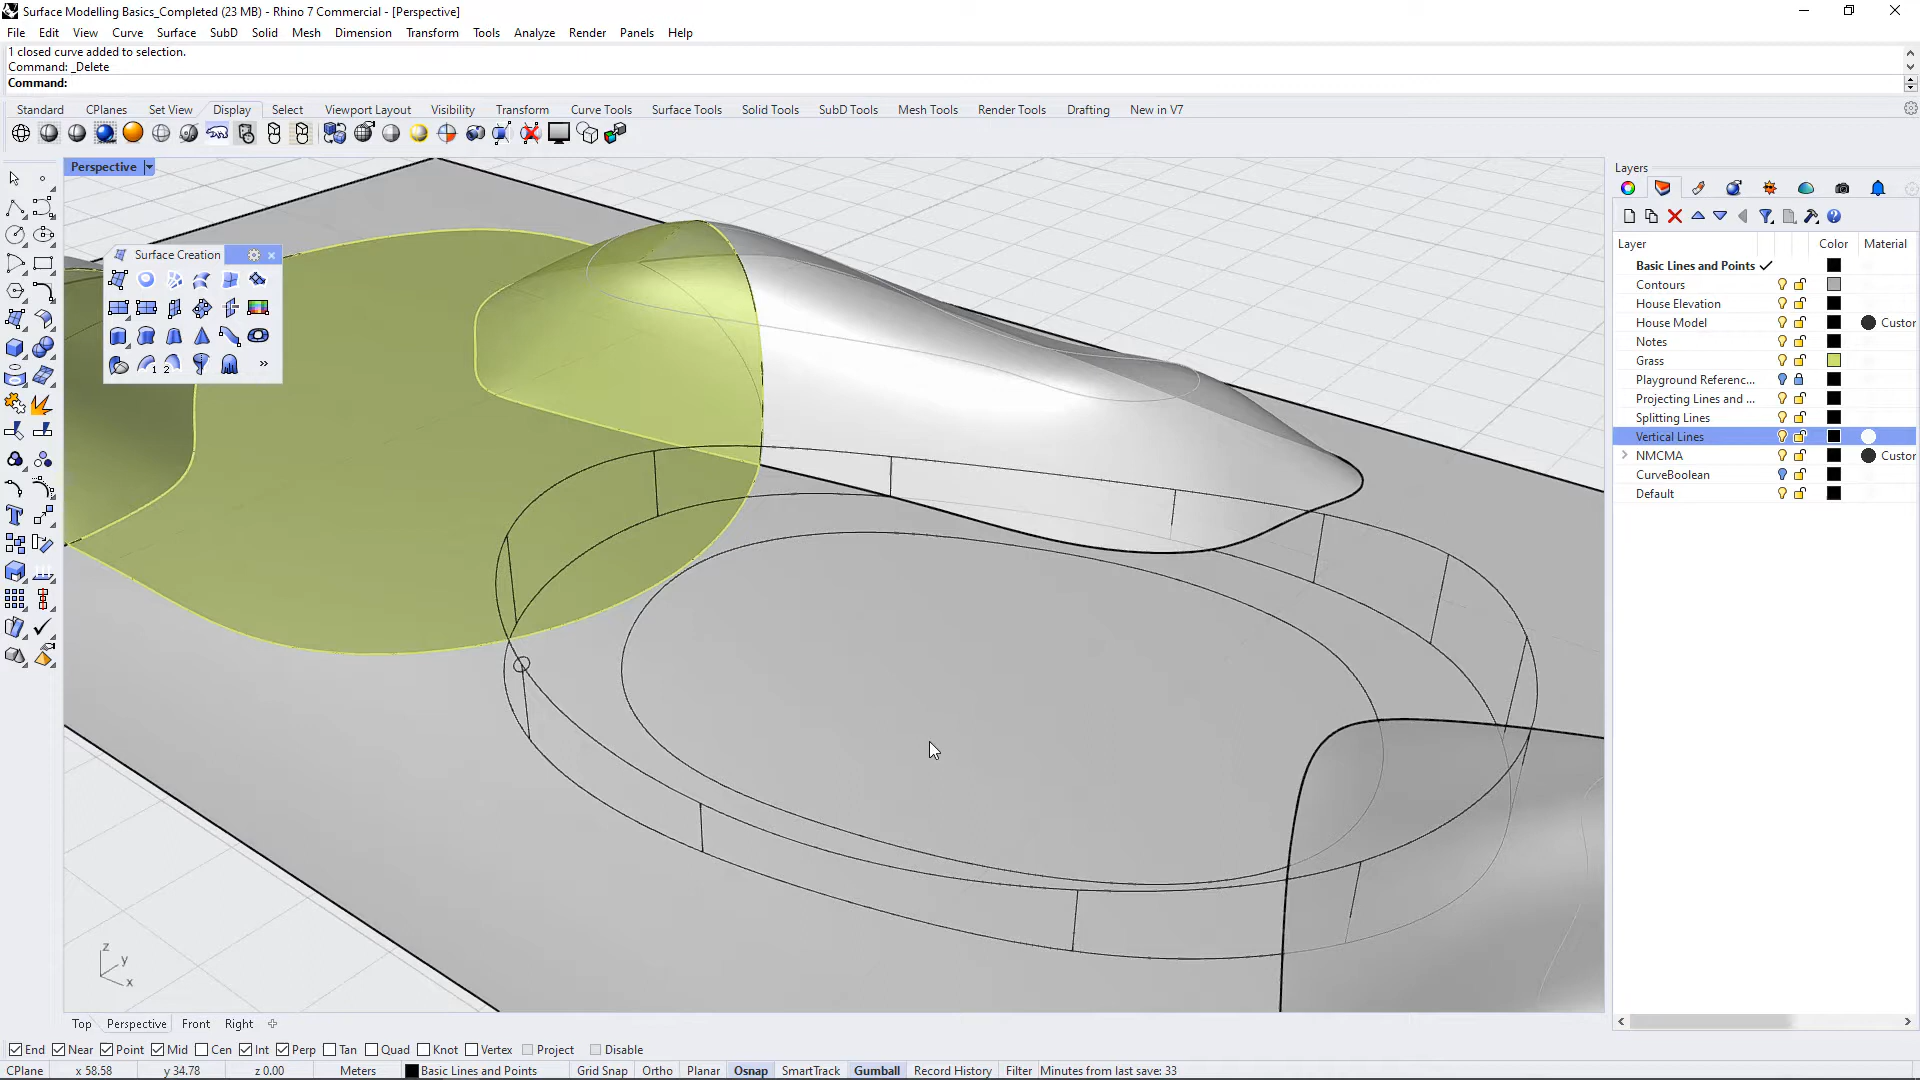 Surface Modelling Basics_Completed (23 MB) - Rhino 7 Commercial - [Perspective]
File Edit View Curve Surface SubD Solid Mesh Dimension Transform Tools Analyze Render Panels Help
1 closed curve added to selection.
Command: _Delete
Command:
Standard CPlanes Set View Display Select Viewport Layout Visibility Transform Curve Tools Surface Tools Solid Tools SubD Tools Mesh Tools Render Tools Drafting New in V7
Perspective
Layers
Surface Creation
1 2
Layer Color Material
Basic Lines and Points
Contours
House Elevation
House Model Custor
Notes
Grass
Playground Referenc...
Projecting Lines and ...
Splitting Lines
Vertical Lines
NMCMA Custor
CurveBoolean
Default
z
y
x
Top Perspective Front Right
End Near Point Mid Cen Int Perp Tan Quad Knot Vertex Project Disable
CPlane x 58.58 y 34.78 z 0.00 Meters Basic Lines and Points Grid Snap Ortho Planar Osnap SmartTrack Gumball Record History Filter Minutes from last save: 33